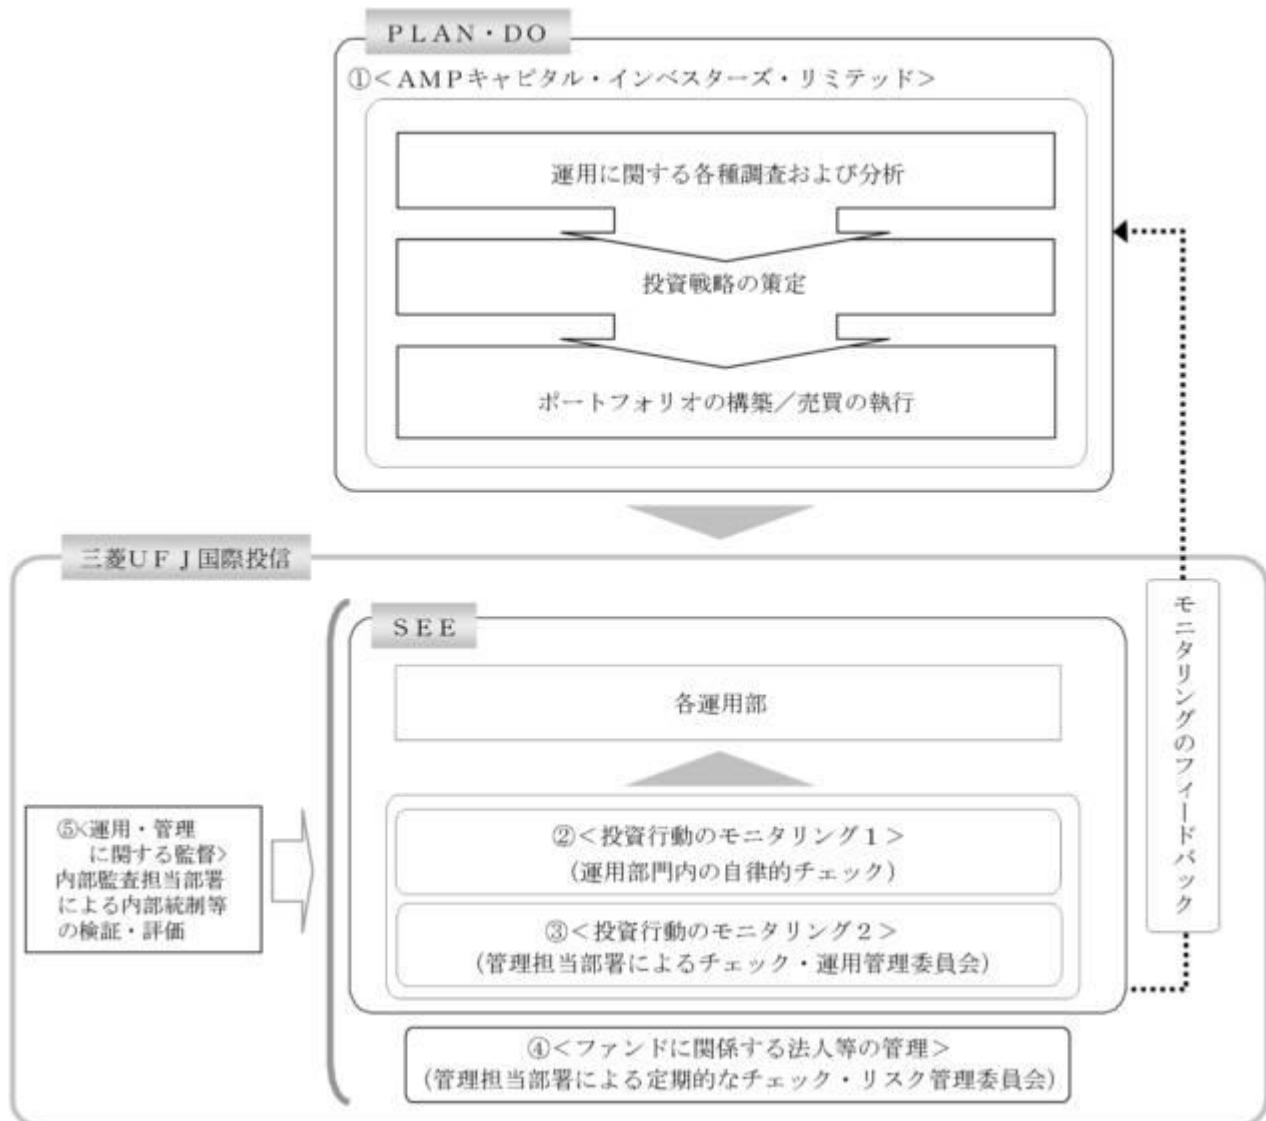 ＰＬＡＮ・ＤＯ
①＜ＡＭＰキャピタル・インベスターズ・リミテッド＞
運用に関する各種調査および分析
投資戦略の策定
ポートフォリオの構築／売買の執行
三菱ＵＦＪ国際投信
ＳＥＥ
各運用部
②＜投資行動のモニタリング１＞
（運用部門内の自律的チェック）
③＜投資行動のモニタリング２＞
（管理担当部署によるチェック・運用管理委員会）
④＜ファンドに関係する法人等の管理＞
（管理担当部署による定期的なチェック・リスク管理委員会）
⑤＜運用・管理
に関する監督＞
内部監査担当部署
による内部統制等
の検証・評価
モニタリングのフィードバック